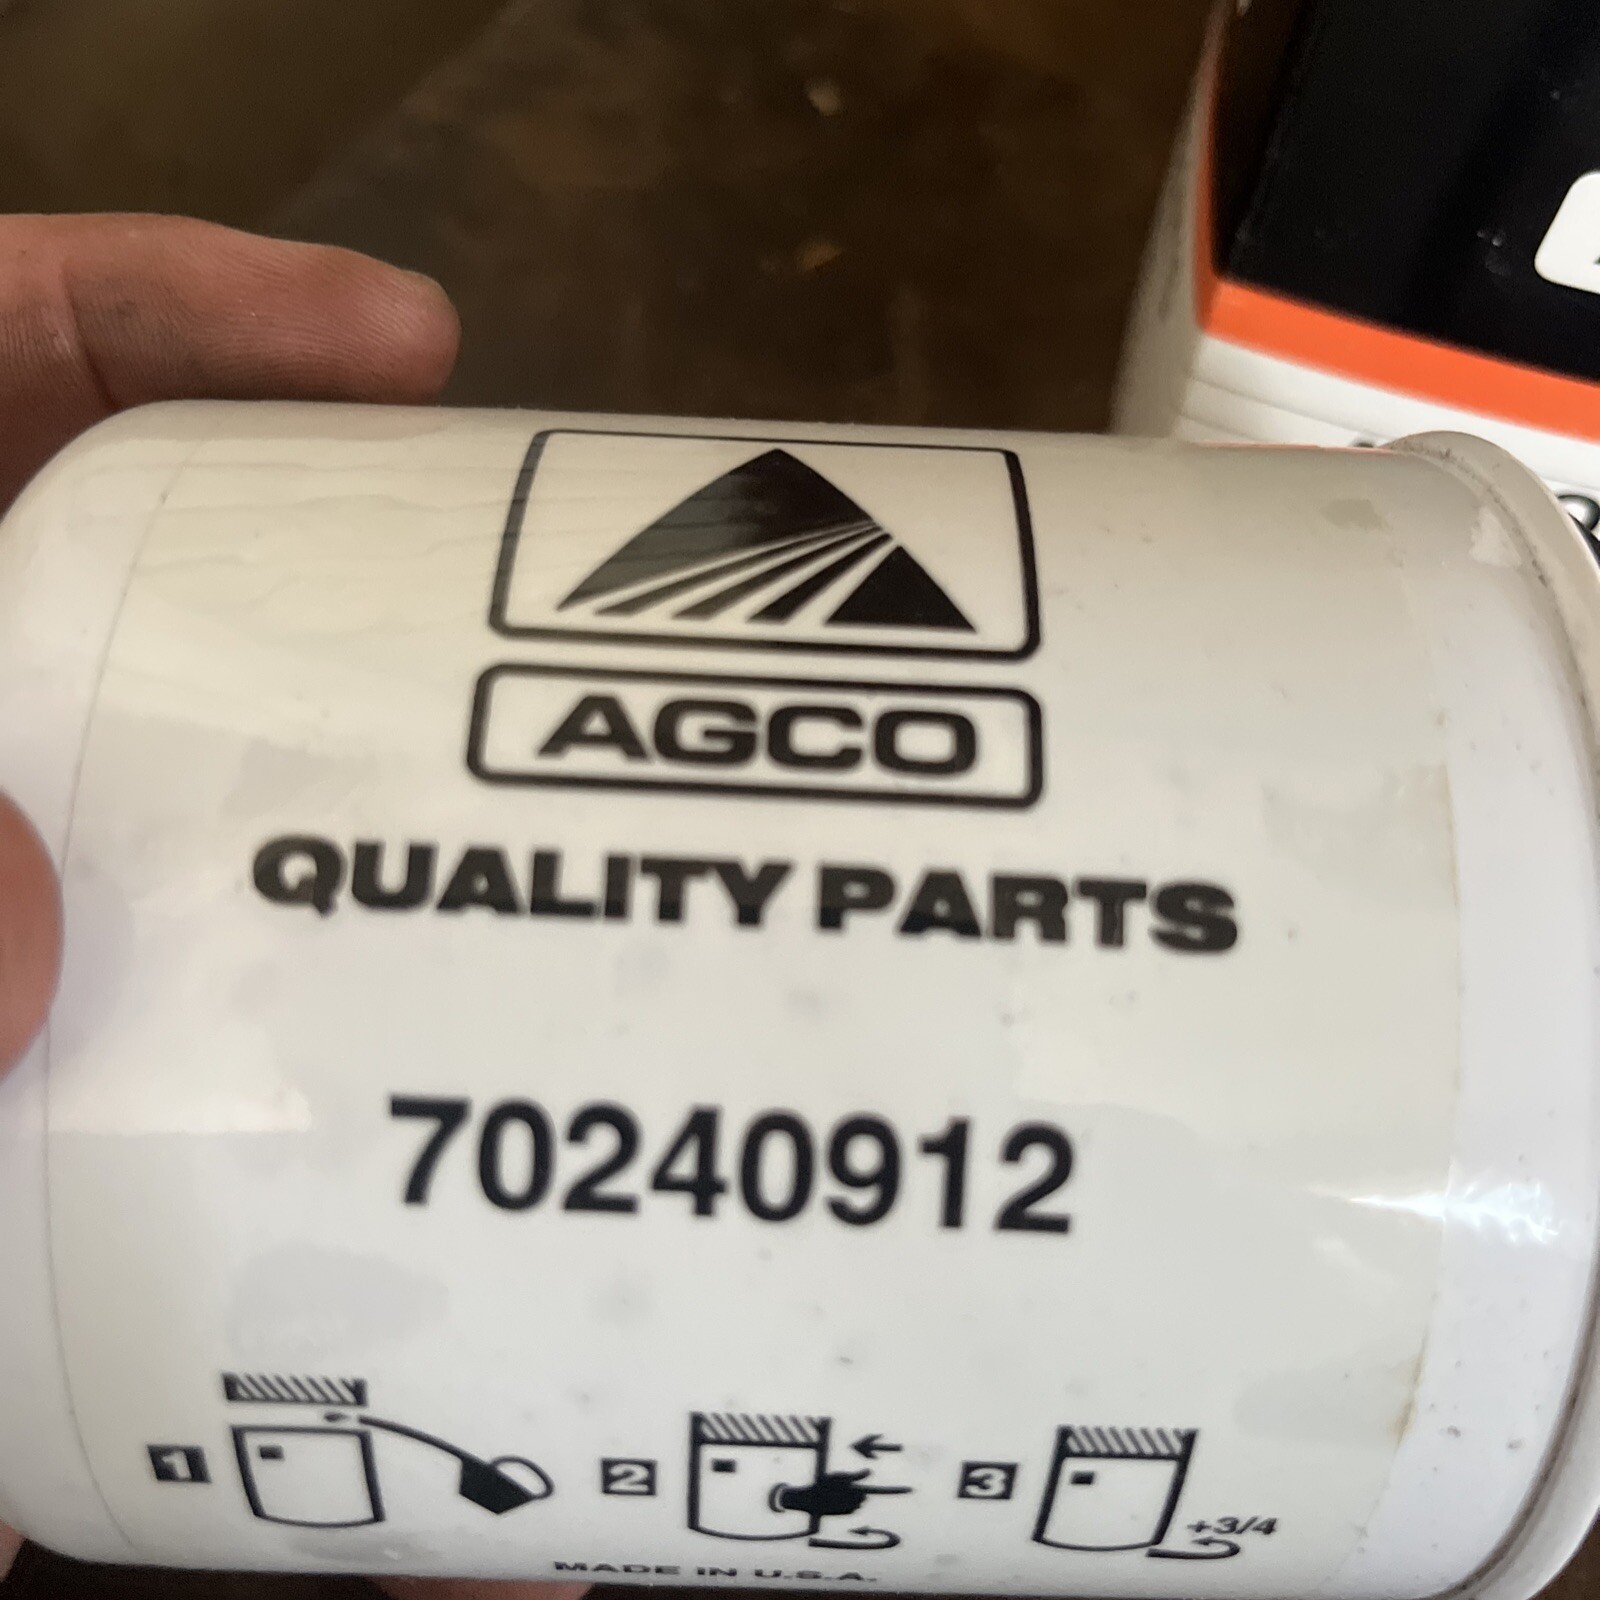 AGCO
QUALITY PARTS
70240912
1 2 3
+3/4
MADE IN U.S.A.